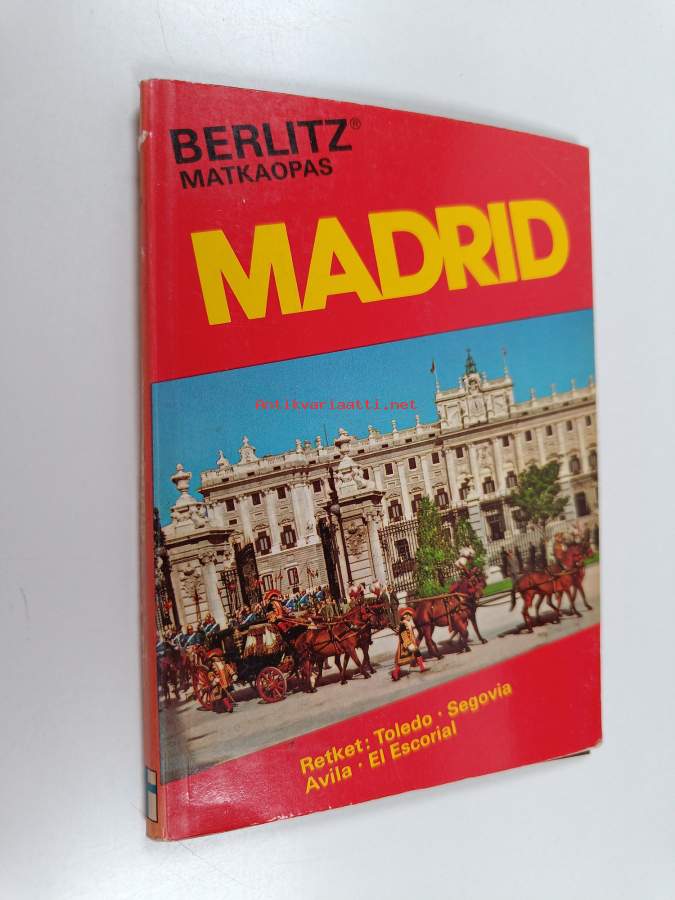 BERLITZ®
MATKAOPAS
MADRID
Antikvariaatti.net
Retket: Toledo · Segovia
Avila · El Escorial